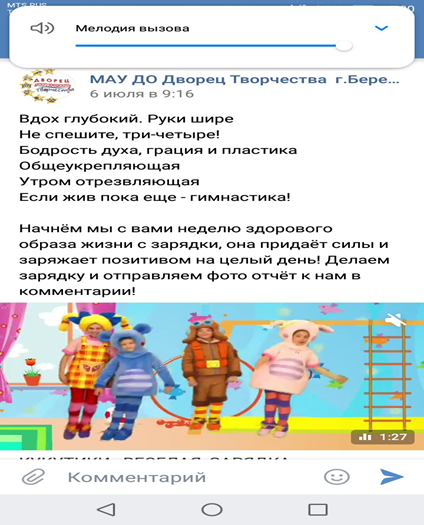 MTS RUS
Мелодия вызова
ДВОРЕЦ
творчества
МАУ ДО Дворец Творчества г.Бере...
6 июля в 9:16
Вдох глубокий. Руки шире
Не спешите, три-четыре!
Бодрость духа, грация и пластика
Общеукрепляющая
Утром отрезвляющая
Если жив пока еще - гимнастика!
Начнём мы с вами неделю здорового
образа жизни с зарядки, она придаёт силы и
заряжает позитивом на целый день! Делаем
зарядку и отправляем фото отчёт к нам в
комментарии!
1:27
Комментарий